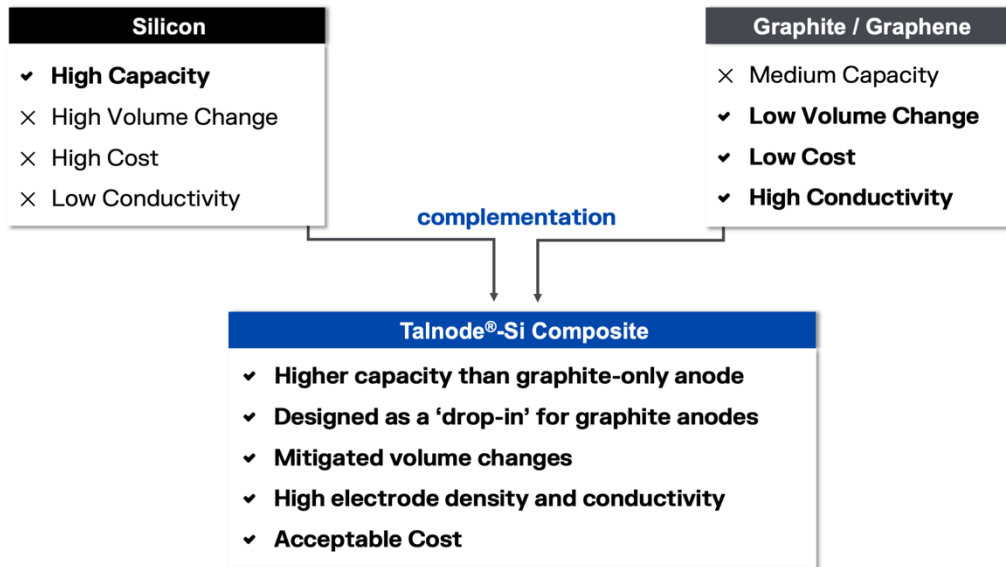 Silicon
✓ High Capacity
× High Volume Change
× High Cost
× Low Conductivity
Graphite / Graphene
× Medium Capacity
✓ Low Volume Change
✓ Low Cost
✓ High Conductivity
complementation
Talnode®-Si Composite
✓ Higher capacity than graphite-only anode
✓ Designed as a ‘drop-in’ for graphite anodes
✓ Mitigated volume changes
✓ High electrode density and conductivity
✓ Acceptable Cost